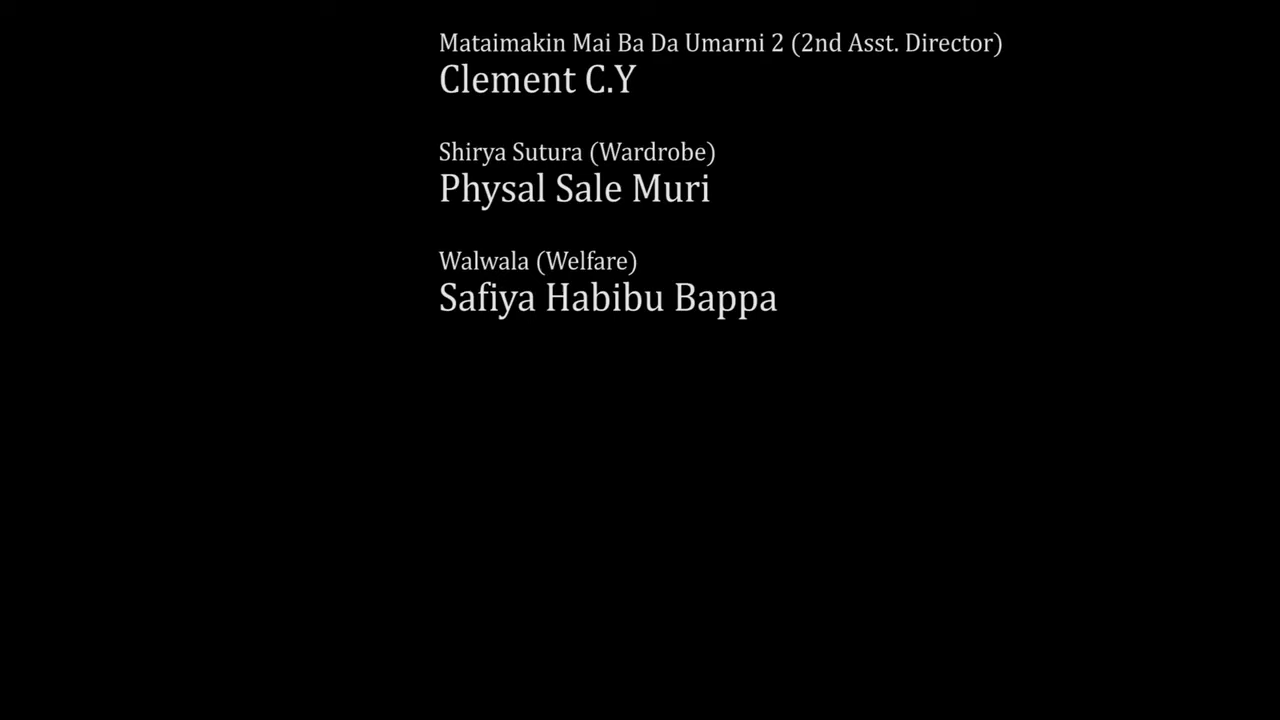 Mataimakin Mai Ba Da Umarni 2 (2nd Asst. Director)
Clement C.Y
Shirya Sutura (Wardrobe)
Physal Sale Muri
Walwala (Welfare)
Safiya Habibu Bappa